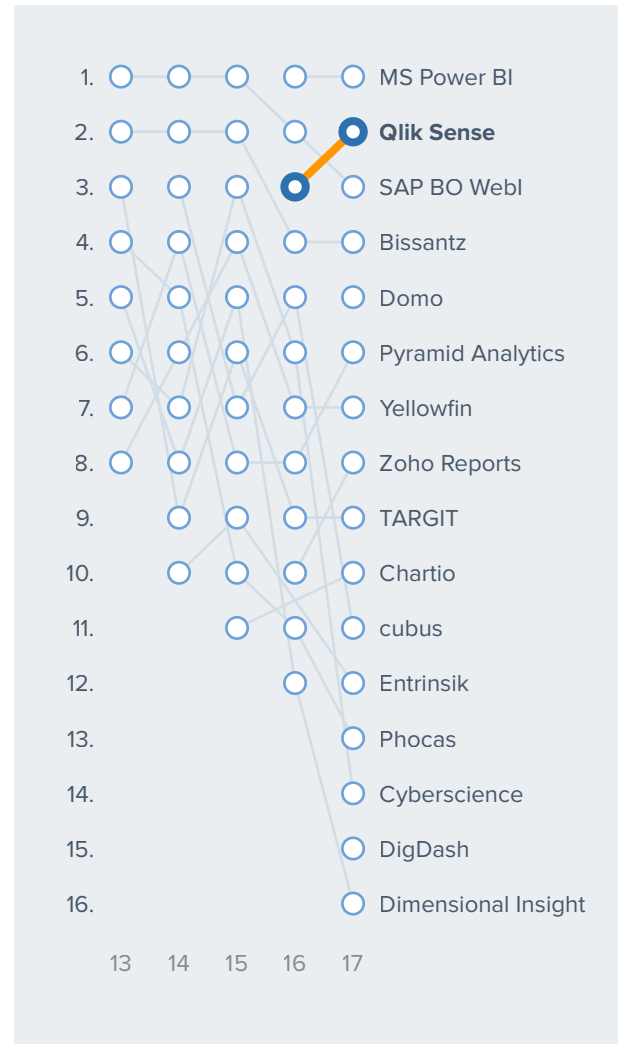 1. MS Power BI
2. Qlik Sense
3. SAP BO WebI
4. Bissantz
5. Domo
6. Pyramid Analytics
7. Yellowfin
8. Zoho Reports
9. TARGIT
10. Chartio
11. cubus
12. Entrinsik
13. Phocas
14. Cyberscience
15. DigDash
16. Dimensional Insight
13 14 15 16 17